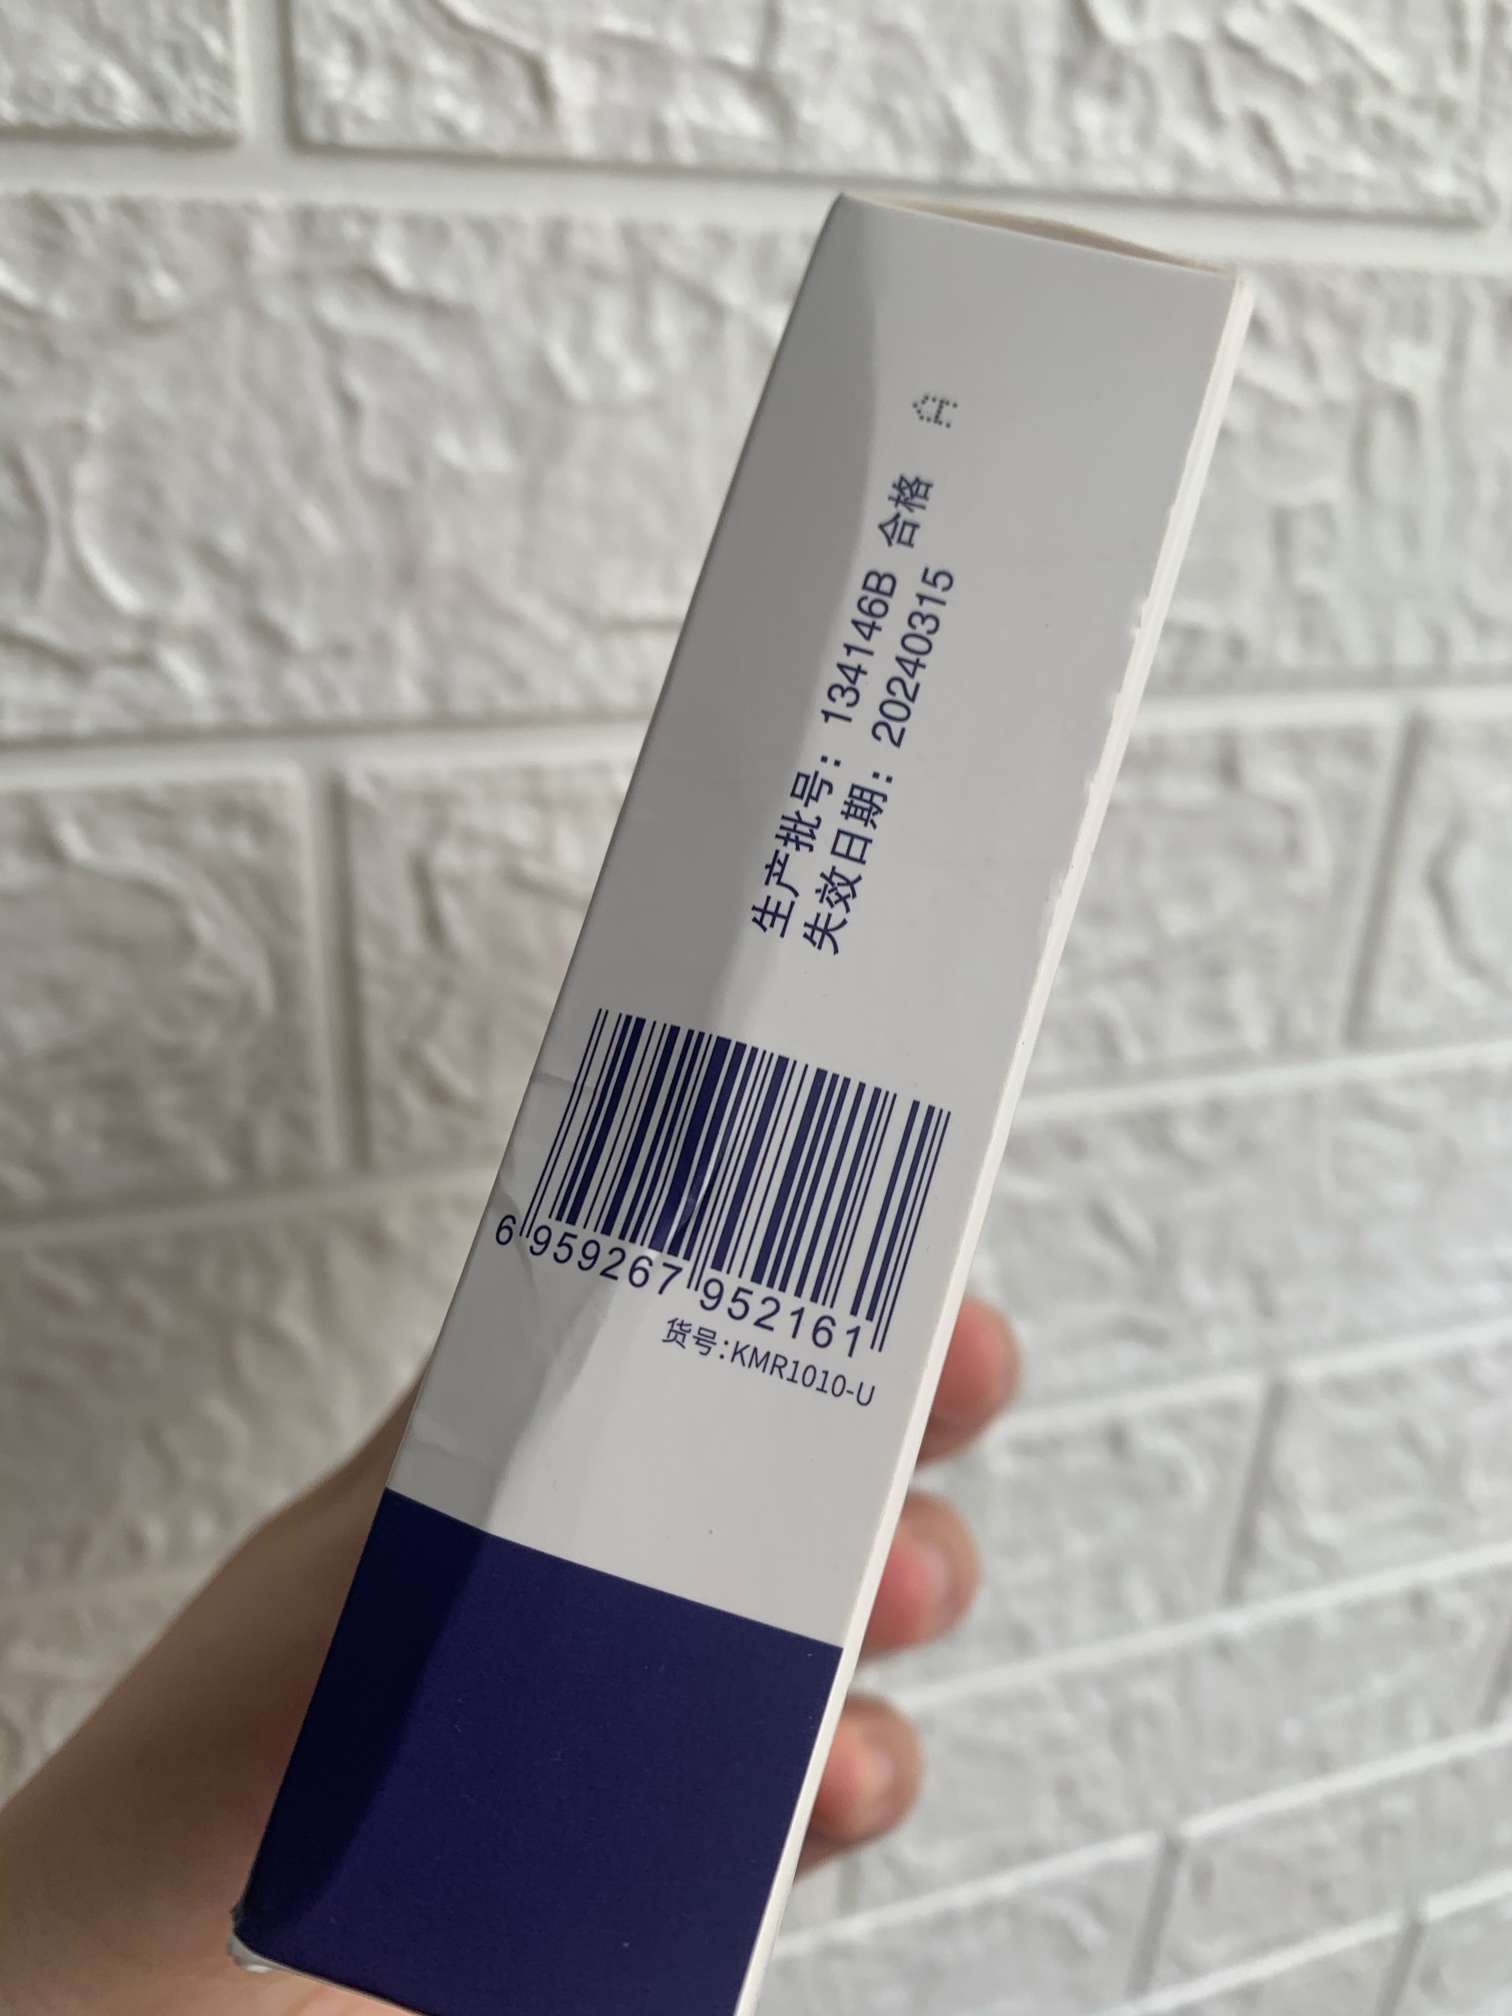 生产批号：134146B 合格
失效日期：20240315
6 959267 952161
货号:KMR1010-U